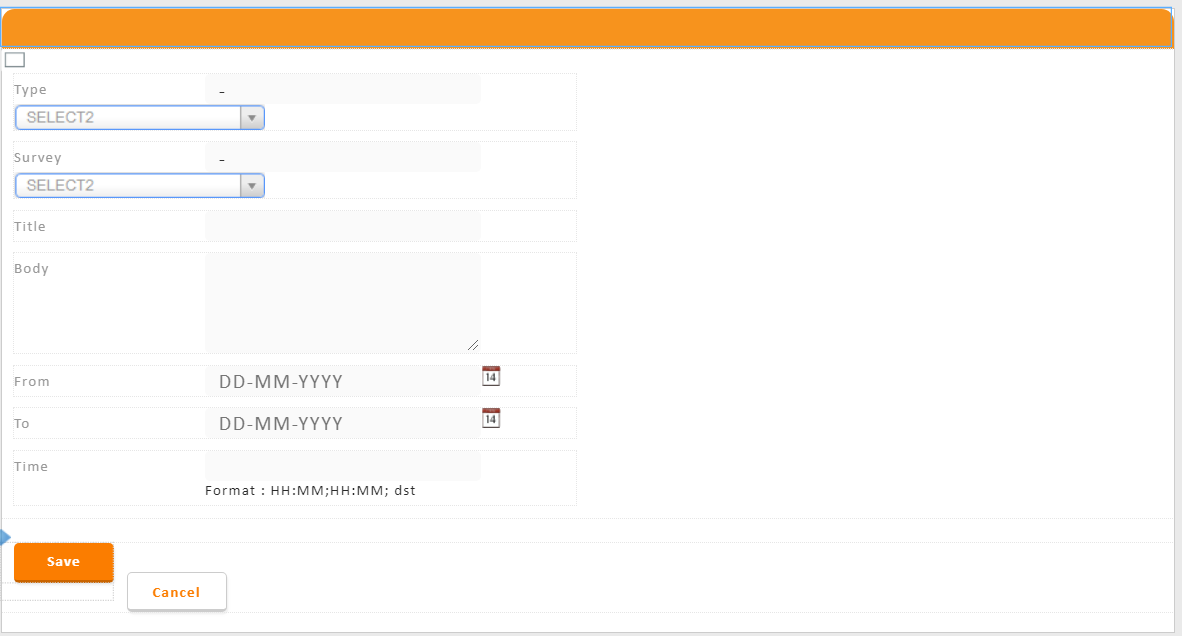 Type -
SELECT2
Survey -
SELECT2
Title
Body
From DD-MM-YYYY 14
To DD-MM-YYYY 14
Time
Format : HH:MM;HH:MM; dst
Save
Cancel